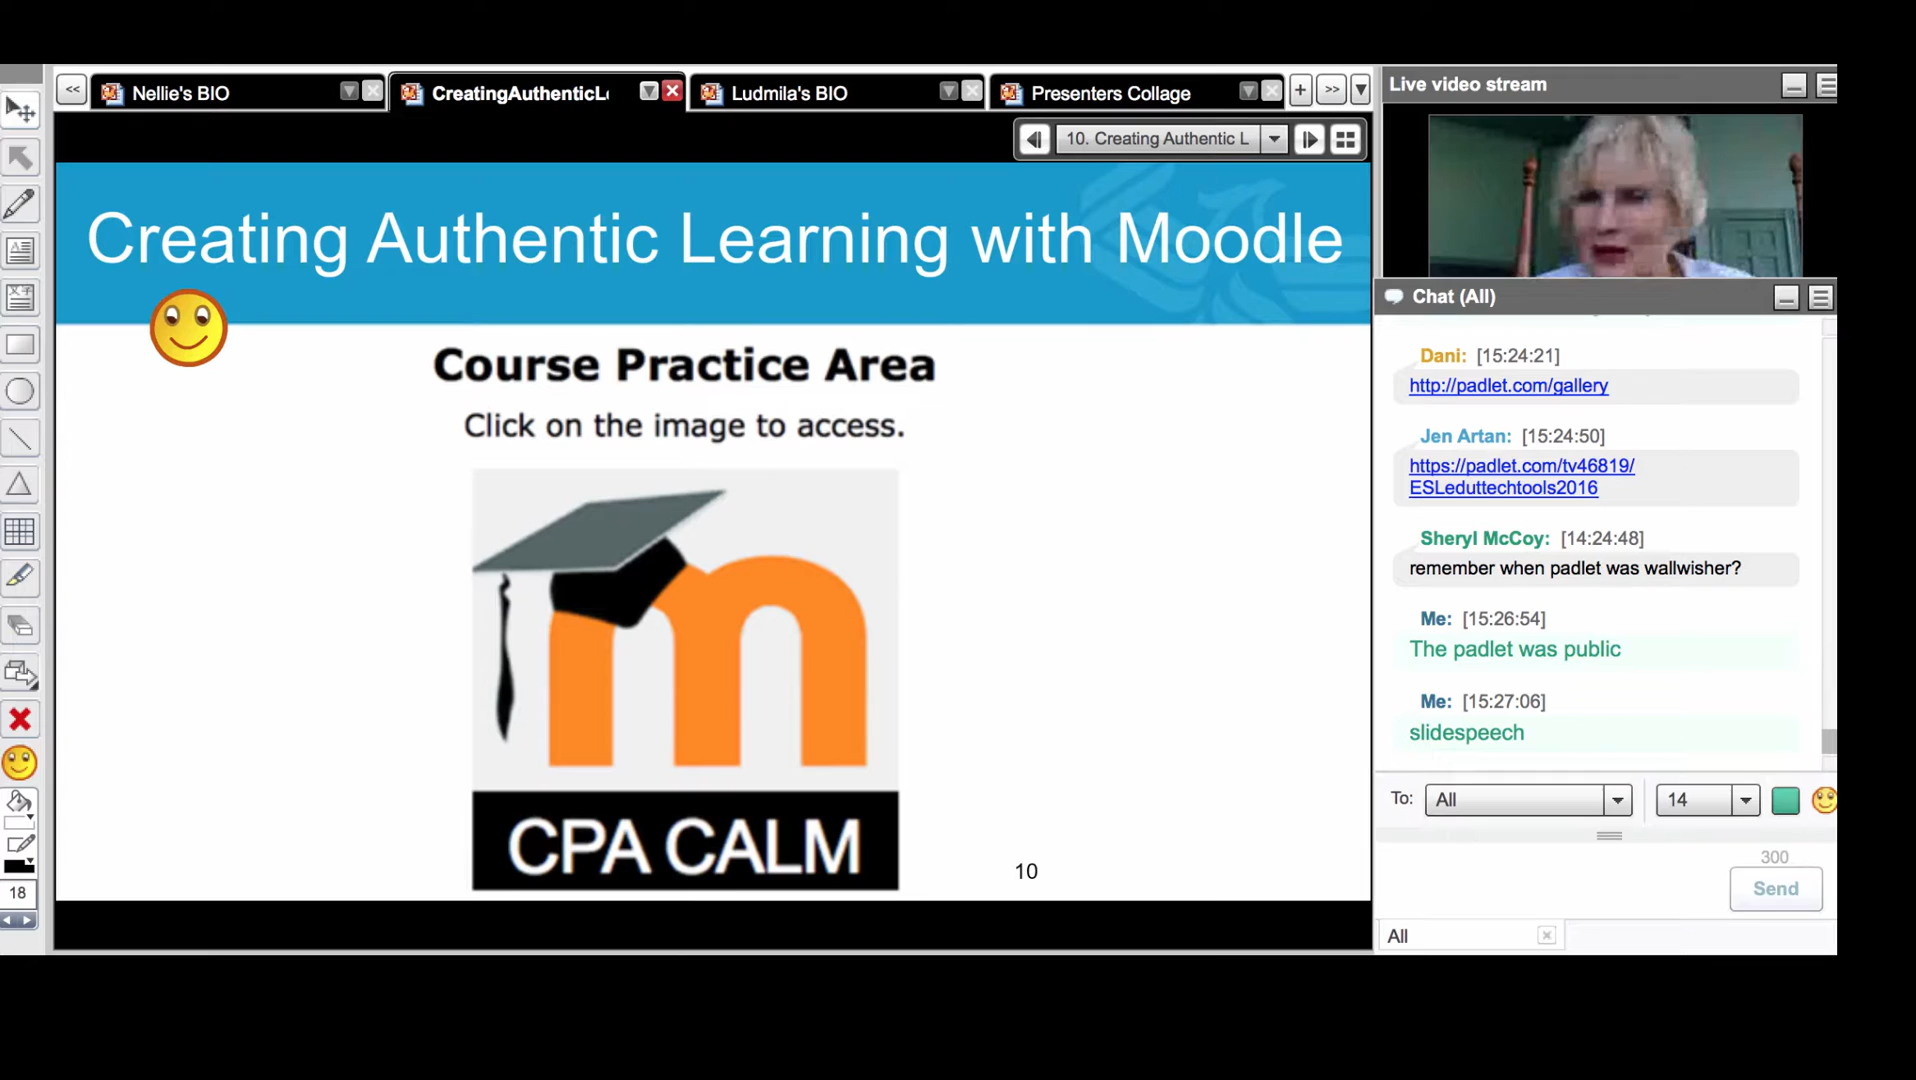 <<
Nellie's BIO
CreatingAuthenticL
Ludmila's BIO
Presenters Collage
+
>>
10. Creating Authentic L
Creating Authentic Learning with Moodle
Course Practice Area
Click on the image to access.
m
CPA CALM
10
18
Live video stream
Chat (All)
Dani: [15:24:21]
http://padlet.com/gallery
Jen Artan: [15:24:50]
https://padlet.com/tv46819/
ESLeduttechtools2016
Sheryl McCoy: [14:24:48]
remember when padlet was wallwisher?
Me: [15:26:54]
The padlet was public
Me: [15:27:06]
slidespeech
To: All 14
300
Send
All